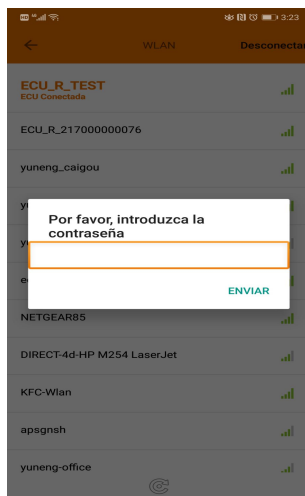 3:23
WLAN
Desconectar
ECU_R_TEST
ECU Conectada
ECU_R_217000000076
yuneng_caigou
Por favor, introduzca la
contraseña
ENVIAR
NETGEAR85
DIRECT-4d-HP M254 LaserJet
KFC-Wlan
apsgnsh
yuneng-office